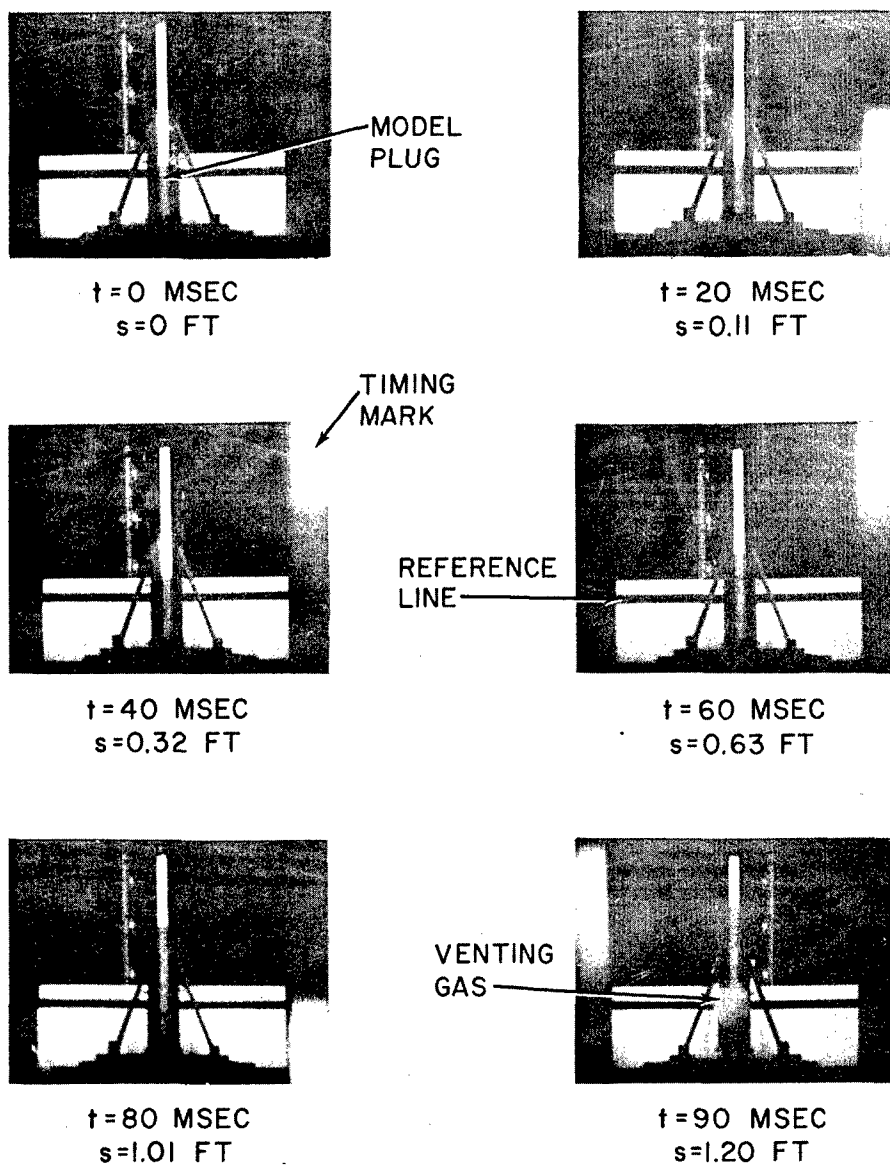 MODEL
PLUG
t=0 MSEC
s=0 FT
t=20 MSEC
s=0.11 FT
TIMING
MARK
REFERENCE
LINE
t=40 MSEC
s=0.32 FT
t=60 MSEC
s=0.63 FT
VENTING
GAS
t=80 MSEC
s=1.01 FT
t=90 MSEC
s=1.20 FT